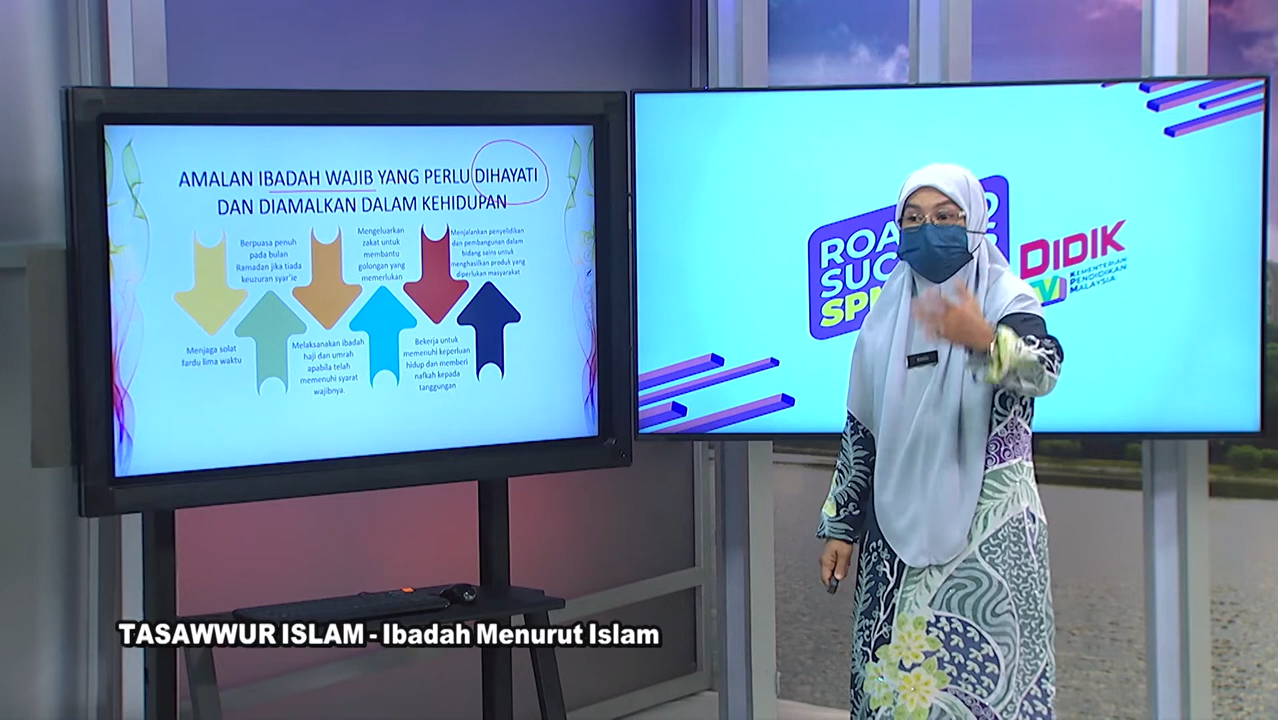 AMALAN IBADAH WAJIB YANG PERLU DIHAYATI
DAN DIAMALKAN DALAM KEHIDUPAN
Berpuasa penuh
pada bulan
Ramadan jika tiada
keuzuran syar'ie
Mengeluarkan
zakat untuk
membantu
golongan yang
memerlukan
Menjalankan penyelidikan
dan pembangunan dalam
bidang sains untuk
menghasilkan produk yang
diperlukan masyarakat
Menjaga solat
fardu lima waktu
Melaksanakan ibadah
haji dan umrah
apabila telah
memenuhi syarat
wajibnya.
Bekerja untuk
memenuhi keperluan
hidup dan memberi
nafkah kepada
tanggungan
DIDIK
TV
KEMENTERIAN
PENDIDIKAN
MALAYSIA
TASAWWUR ISLAM - Ibadah Menurut Islam